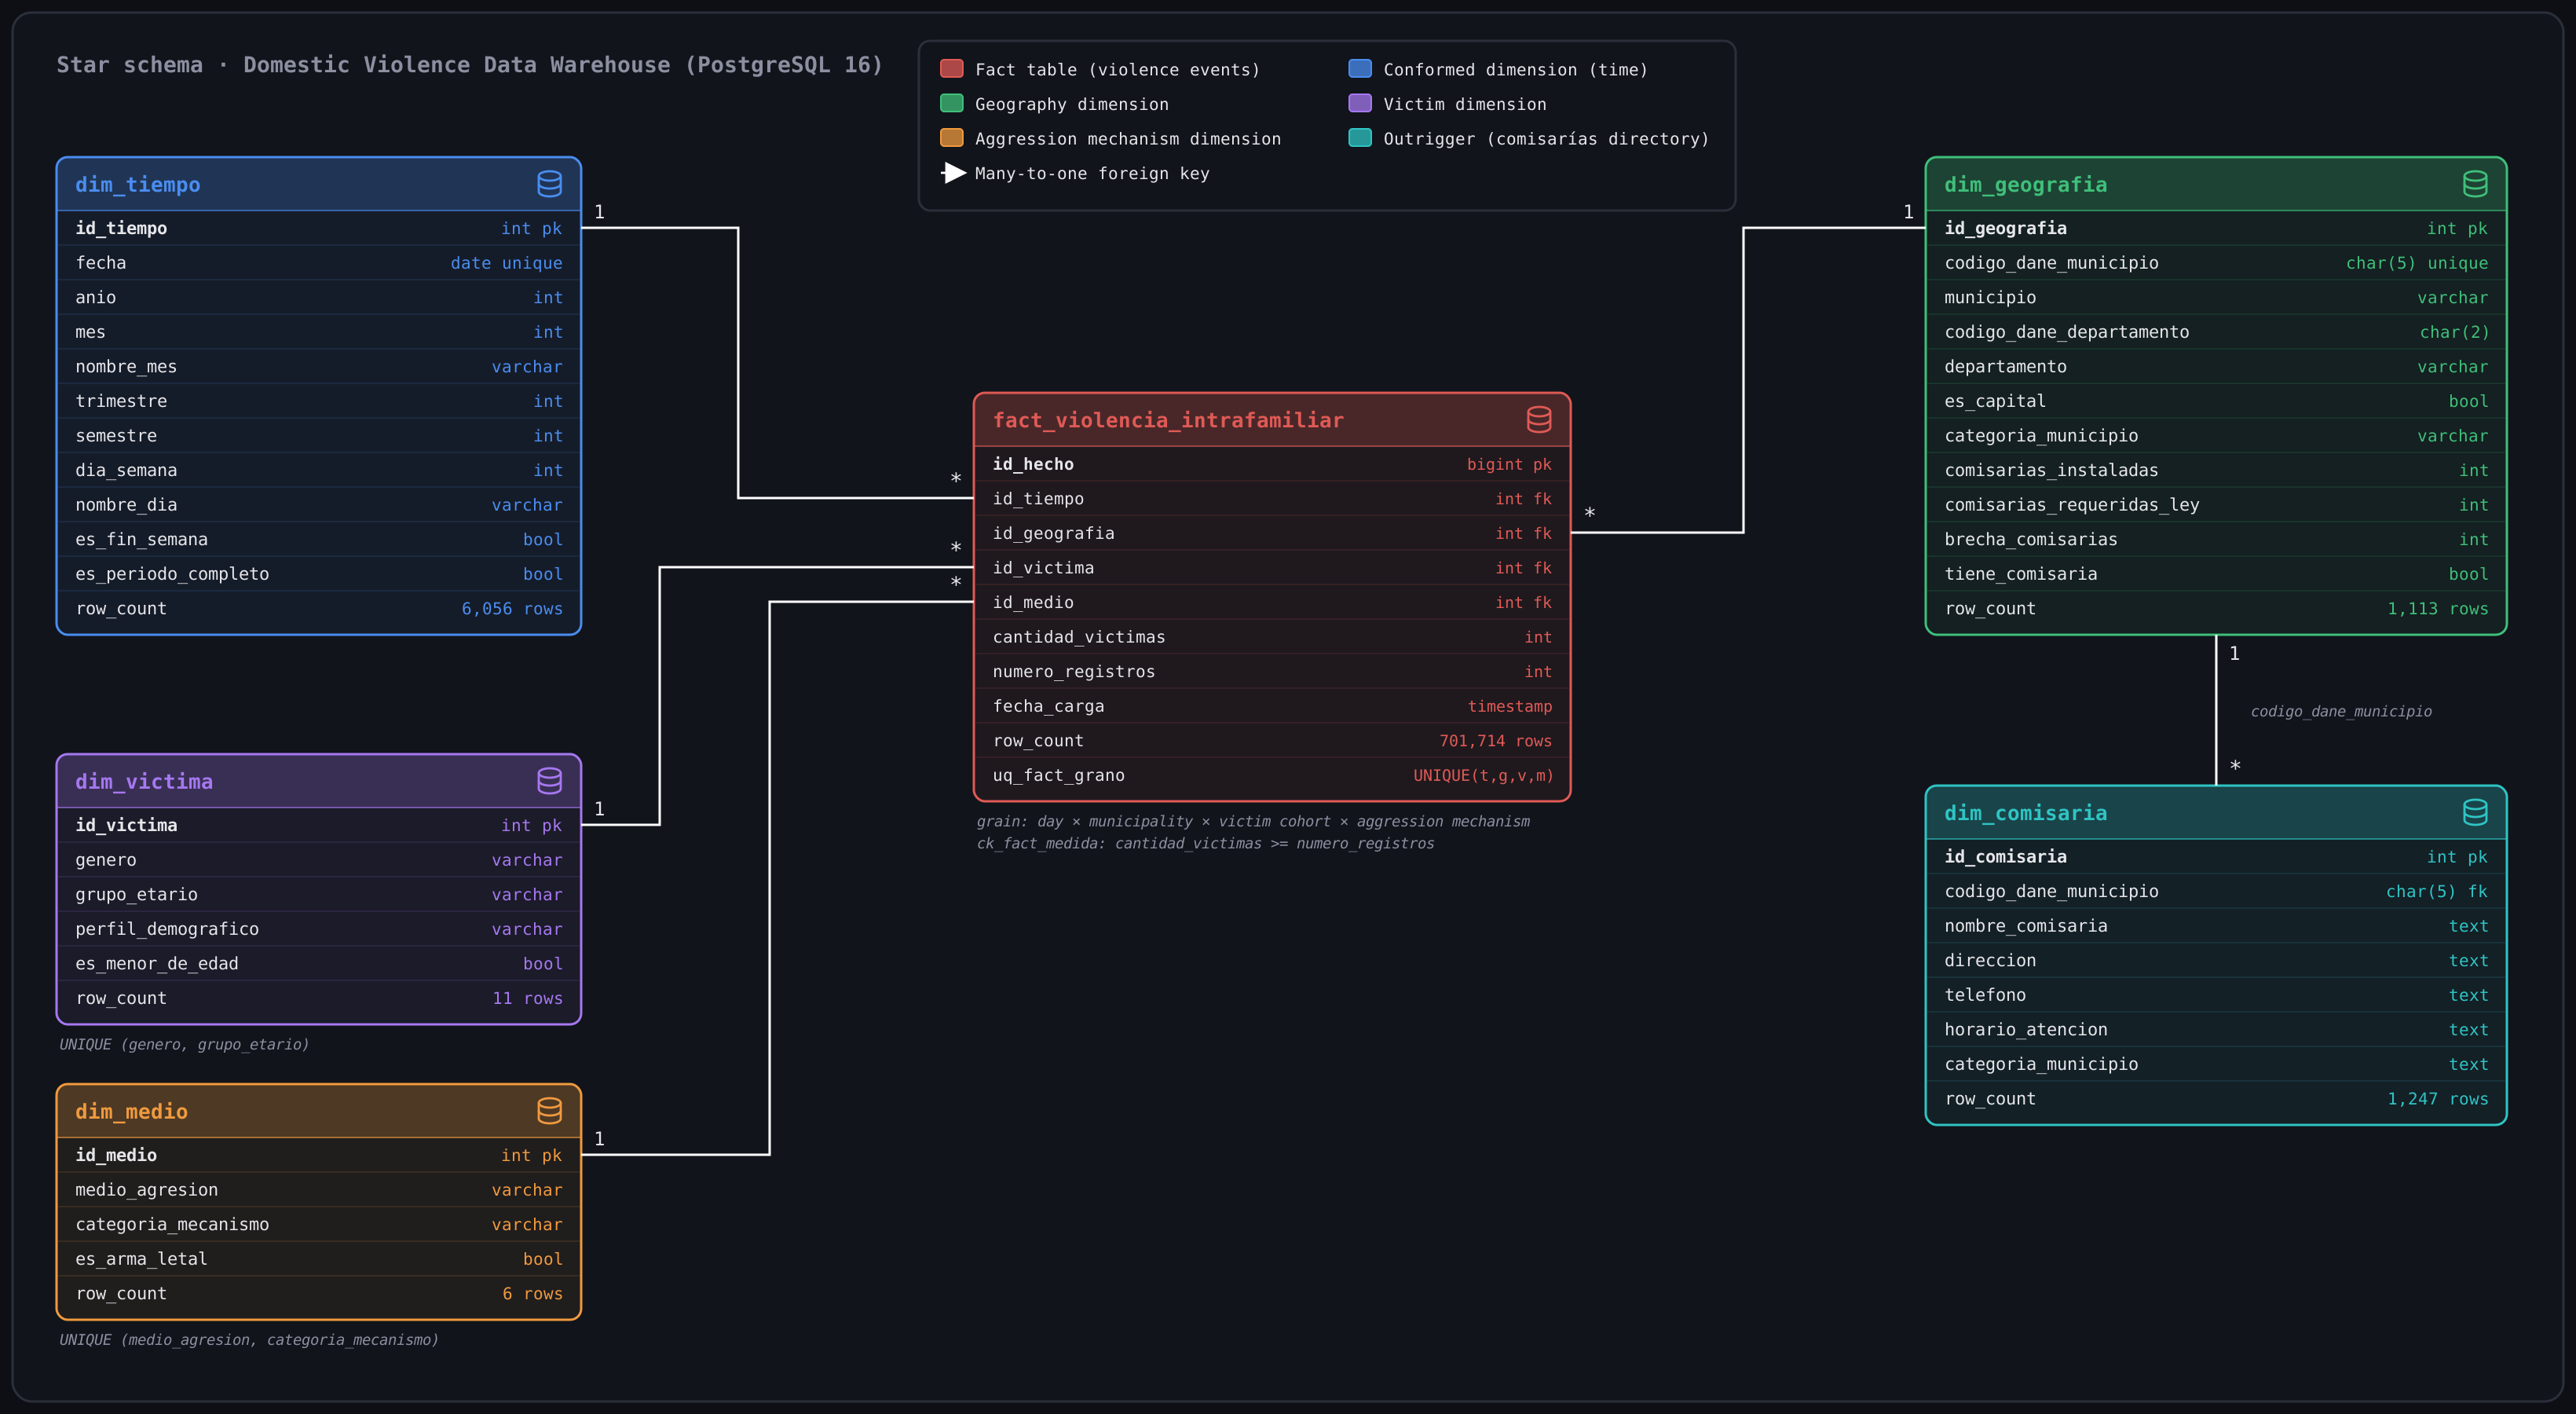 Star schema · Domestic Violence Data Warehouse (PostgreSQL 16)
Fact table (violence events)
Conformed dimension (time)
Geography dimension
Victim dimension
Aggression mechanism dimension
Outrigger (comisarías directory)
Many-to-one foreign key
dim_tiempo
id_tiempo int pk
fecha date unique
anio int
mes int
nombre_mes varchar
trimestre int
semestre int
dia_semana int
nombre_dia varchar
es_fin_semana bool
es_periodo_completo bool
row_count 6,056 rows
1
*
dim_victima
id_victima int pk
genero varchar
grupo_etario varchar
perfil_demografico varchar
es_menor_de_edad bool
row_count 11 rows
UNIQUE (genero, grupo_etario)
1
*
dim_medio
id_medio int pk
medio_agresion varchar
categoria_mecanismo varchar
es_arma_letal bool
row_count 6 rows
UNIQUE (medio_agresion, categoria_mecanismo)
1
*
fact_violencia_intrafamiliar
id_hecho bigint pk
id_tiempo int fk
id_geografia int fk
id_victima int fk
id_medio int fk
cantidad_victimas int
numero_registros int
fecha_carga timestamp
row_count 701,714 rows
uq_fact_grano UNIQUE(t,g,v,m)
grain: day × municipality × victim cohort × aggression mechanism
ck_fact_medida: cantidad_victimas >= numero_registros
*
1
dim_geografia
id_geografia int pk
codigo_dane_municipio char(5) unique
municipio varchar
codigo_dane_departamento char(2)
departamento varchar
es_capital bool
categoria_municipio varchar
comisarias_instaladas int
comisarias_requeridas_ley int
brecha_comisarias int
tiene_comisaria bool
row_count 1,113 rows
1
codigo_dane_municipio
*
dim_comisaria
id_comisaria int pk
codigo_dane_municipio char(5) fk
nombre_comisaria text
direccion text
telefono text
horario_atencion text
categoria_municipio text
row_count 1,247 rows